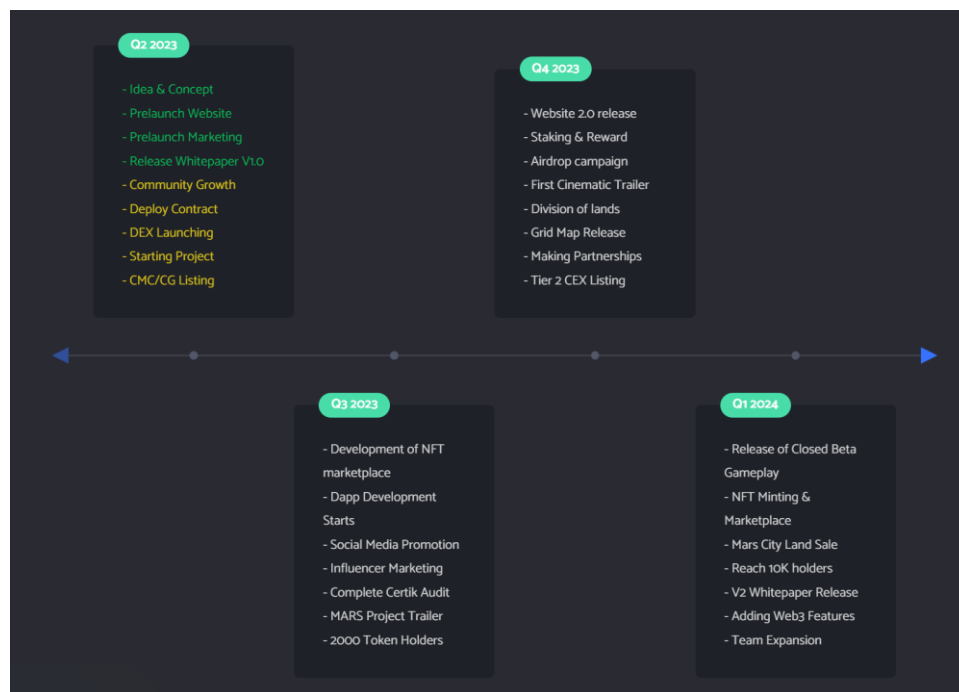 Q2 2023
- Idea & Concept
- Prelaunch Website
- Prelaunch Marketing
- Release Whitepaper V1.0
- Community Growth
- Deploy Contract
- DEX Launching
- Starting Project
- CMC/CG Listing
Q4 2023
- Website 2.0 release
- Staking & Reward
- Airdrop campaign
- First Cinematic Trailer
- Division of lands
- Grid Map Release
- Making Partnerships
- Tier 2 CEX Listing
Q3 2023
- Development of NFT
marketplace
- Dapp Development
Starts
- Social Media Promotion
- Influencer Marketing
- Complete Certik Audit
- MARS Project Trailer
- 2000 Token Holders
Q1 2024
- Release of Closed Beta
Gameplay
- NFT Minting &
Marketplace
- Mars City Land Sale
- Reach 10K holders
- V2 Whitepaper Release
- Adding Web3 Features
- Team Expansion